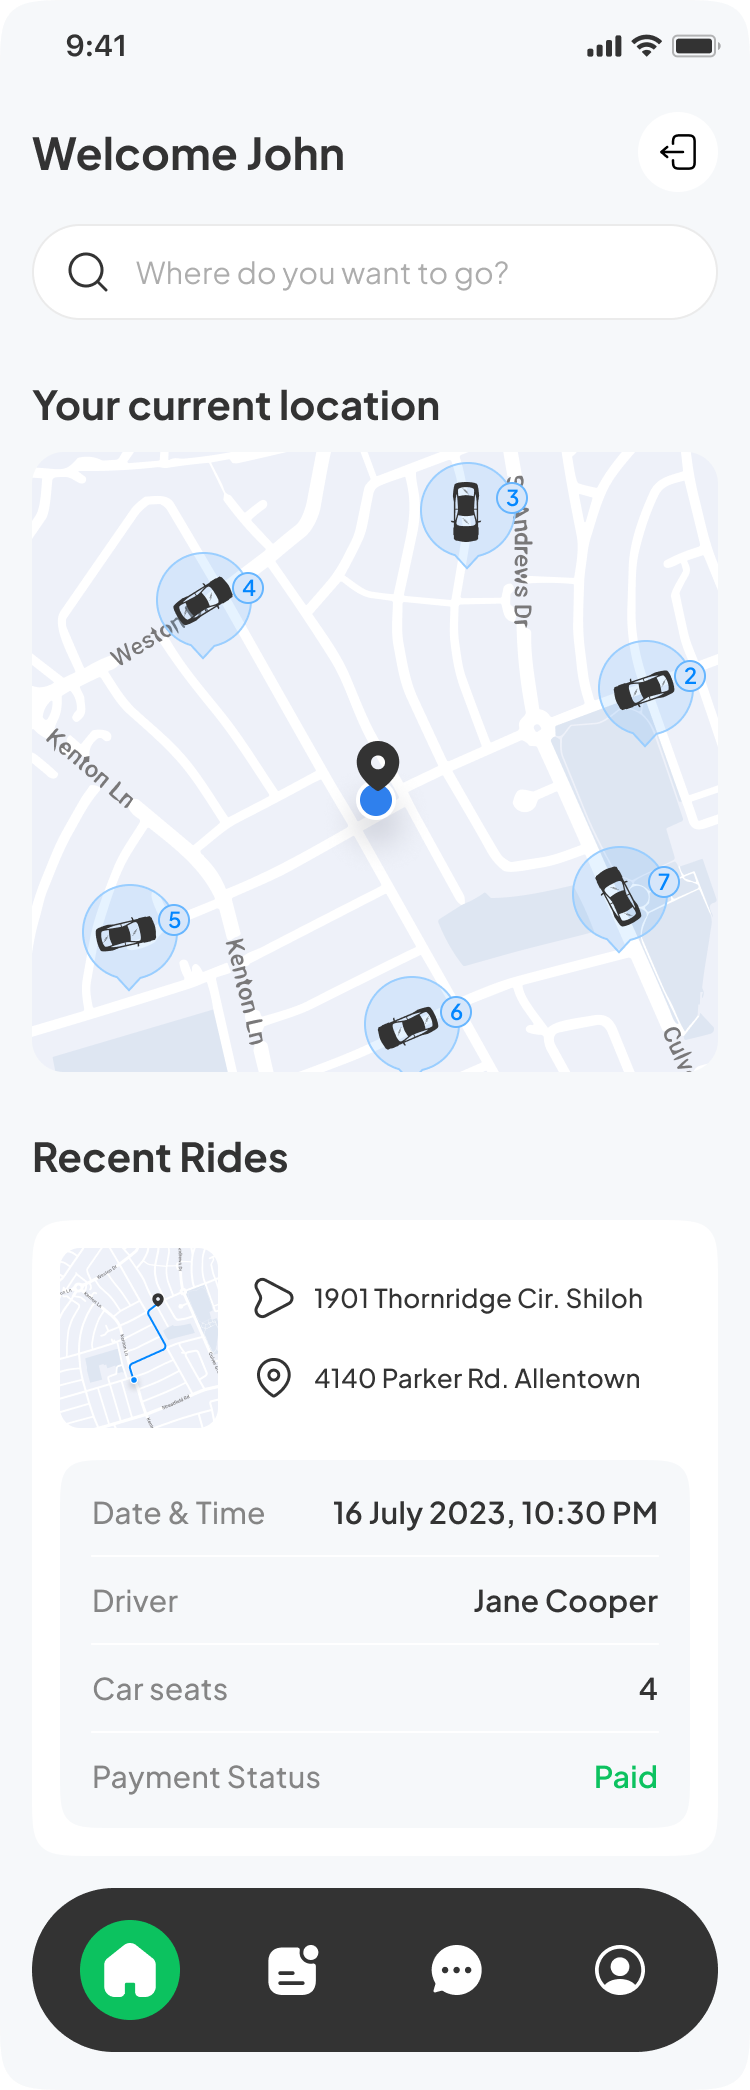 9:41
Welcome John
Where do you want to go?
Your current location
3
Andrews Dr
4
Weston
2
Kenton Ln
7
5
Kenton Ln
6
Recent Rides
1901 Thornridge Cir. Shiloh
4140 Parker Rd. Allentown
Date & Time 16 July 2023, 10:30 PM
Driver Jane Cooper
Car seats 4
Payment Status Paid